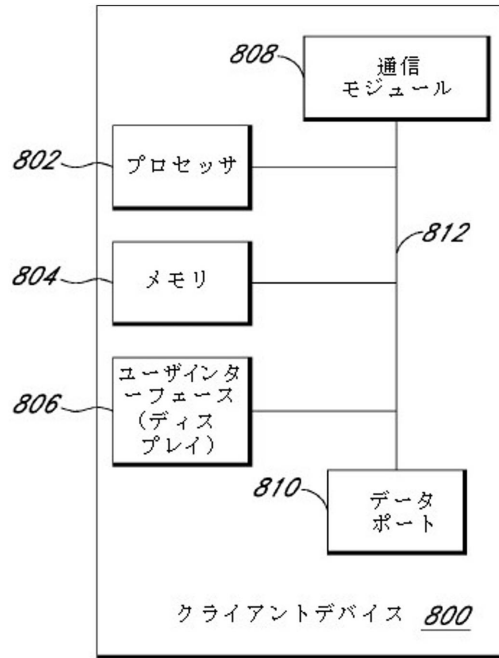 808
通信
モジュール
802
プロセッサ
812
804
メモリ
806
ユーザインタ
ーフェース
(ディス
プレイ)
810
データ
ポート
クライアントデバイス 800